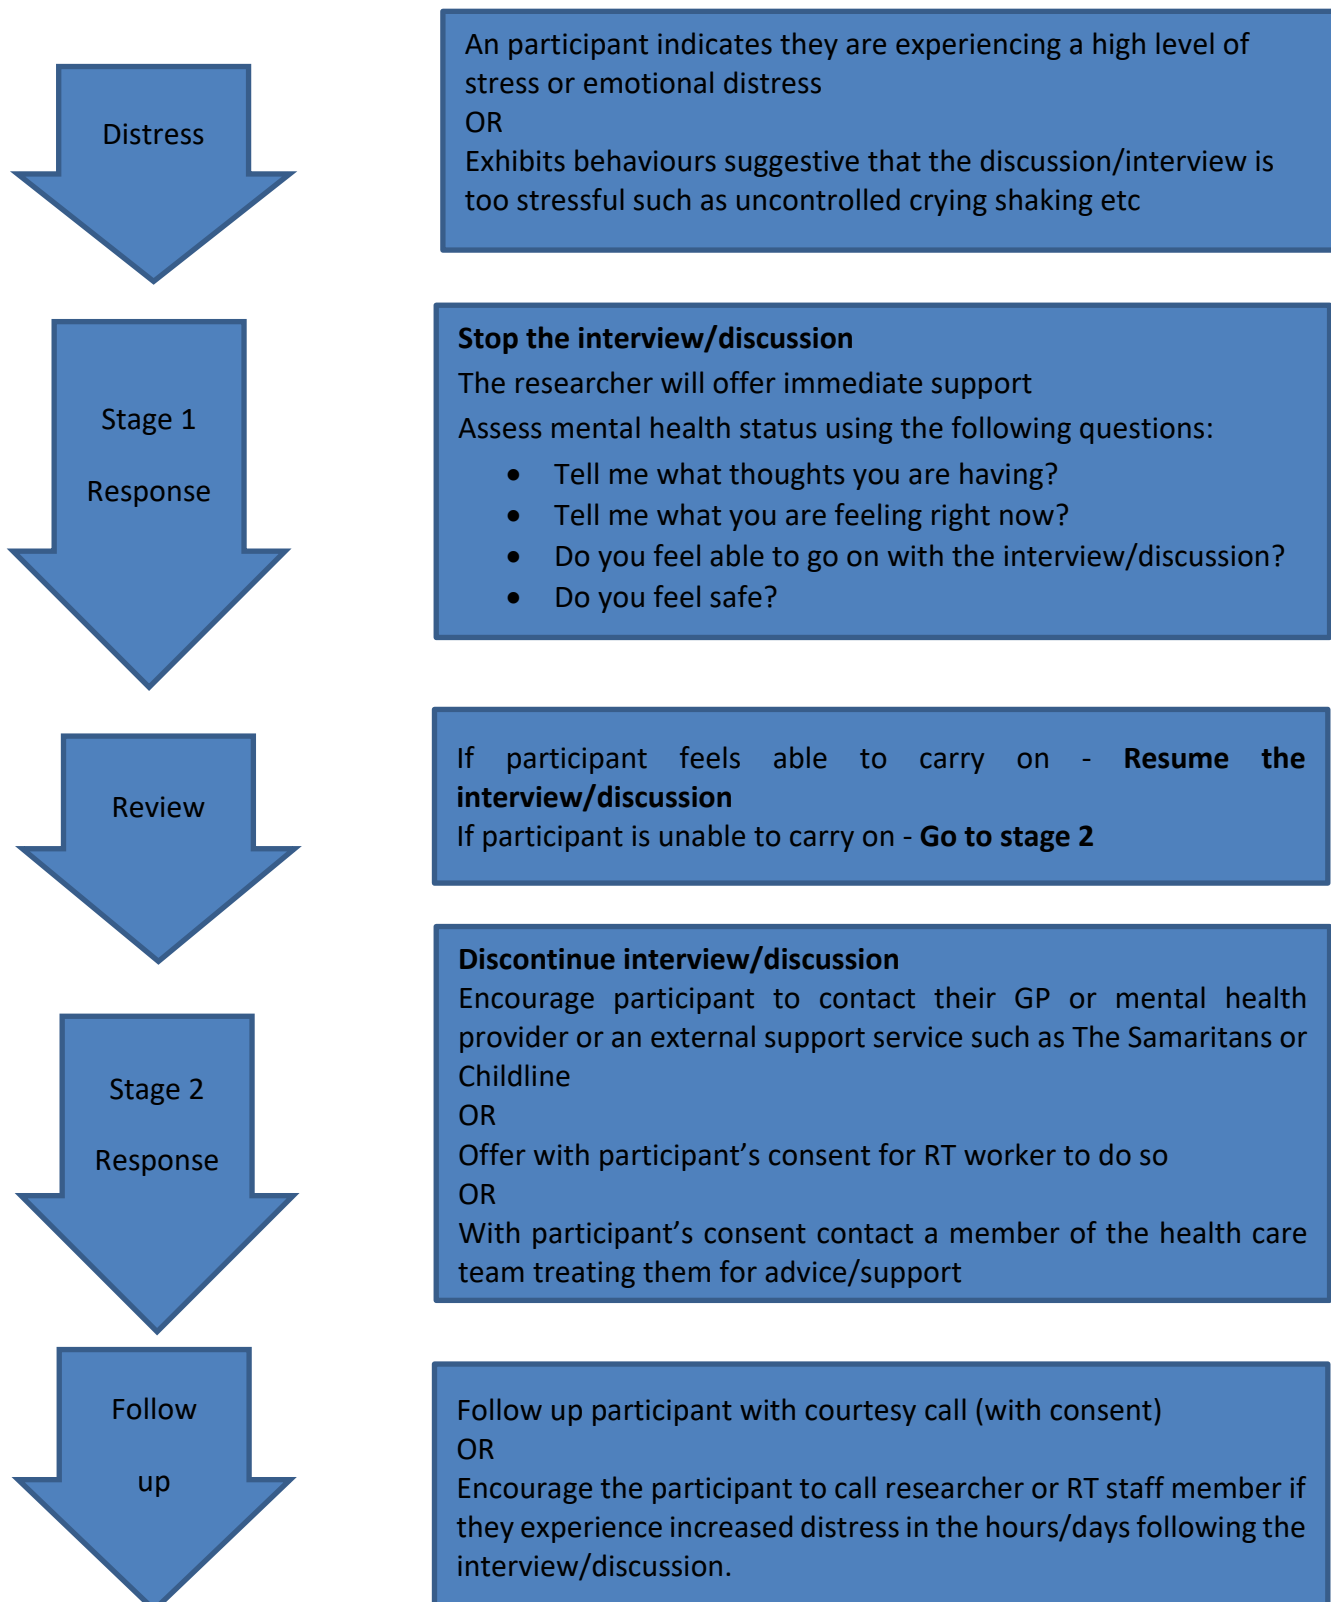 Distress
An participant indicates they are experiencing a high level of
stress or emotional distress
OR
Exhibits behaviours suggestive that the discussion/interview is
too stressful such as uncontrolled crying shaking etc
Stage 1
Response
Stop the interview/discussion
The researcher will offer immediate support
Assess mental health status using the following questions:
• Tell me what thoughts you are having?
• Tell me what you are feeling right now?
• Do you feel able to go on with the interview/discussion?
• Do you feel safe?
Review
If participant feels able to carry on - Resume the
interview/discussion
If participant is unable to carry on - Go to stage 2
Stage 2
Response
Discontinue interview/discussion
Encourage participant to contact their GP or mental health
provider or an external support service such as The Samaritans or
Childline
OR
Offer with participant’s consent for RT worker to do so
OR
With participant’s consent contact a member of the health care
team treating them for advice/support
Follow
up
Follow up participant with courtesy call (with consent)
OR
Encourage the participant to call researcher or RT staff member if
they experience increased distress in the hours/days following the
interview/discussion.